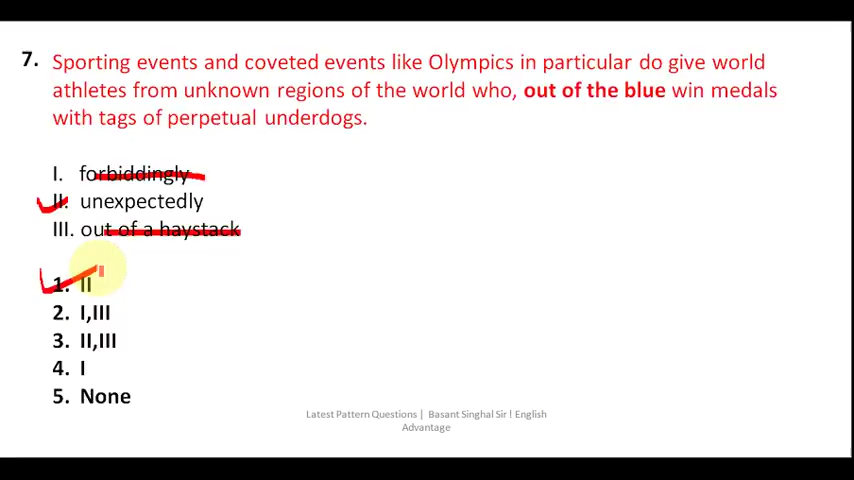 7. Sporting events and coveted events like Olympics in particular do give world
athletes from unknown regions of the world who, out of the blue win medals
with tags of perpetual underdogs.
I. forbiddingly
II. unexpectedly
III. out of a haystack
1. II
2. I,III
3. II,III
4. I
5. None
Latest Pattern Questions | Basant Singhal Sir ! English
Advantage